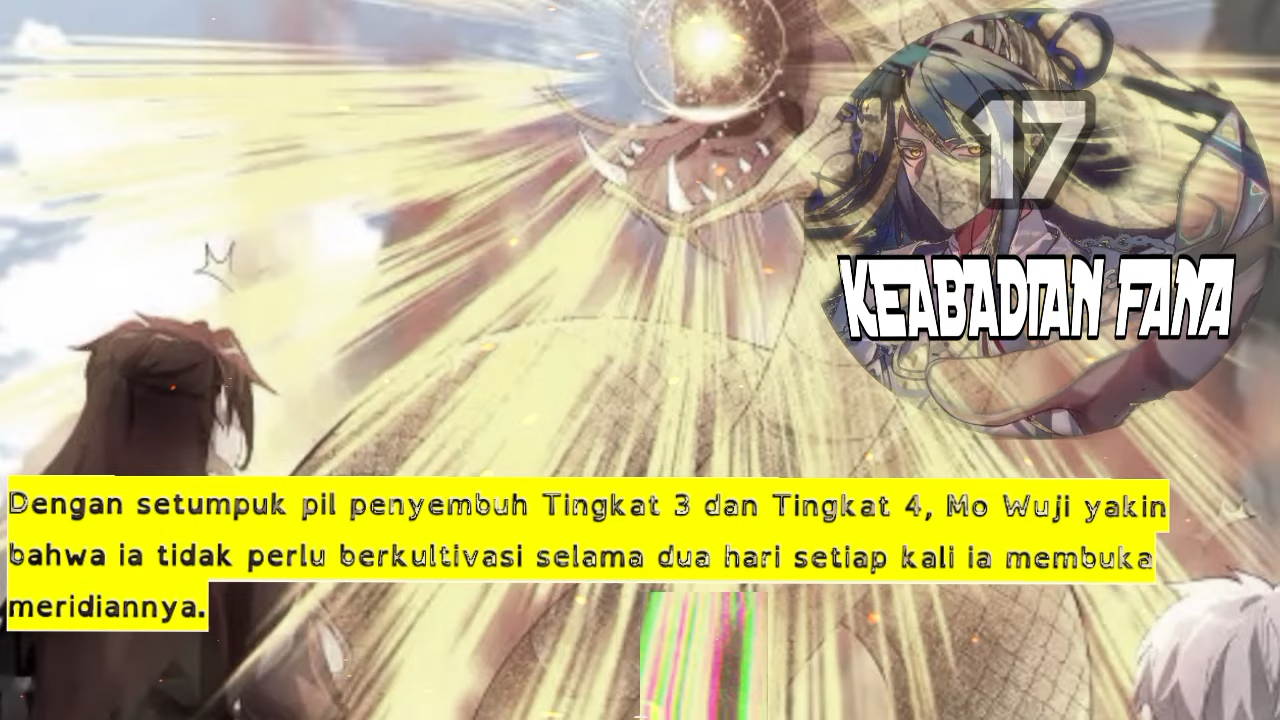 17
KEABADIAN FANA
Dengan setumpuk pil penyembuh Tingkat 3 dan Tingkat 4, Mo Wuji yakin
bahwa ia tidak perlu berkultivasi selama dua hari setiap kali ia membuka
meridiannya.